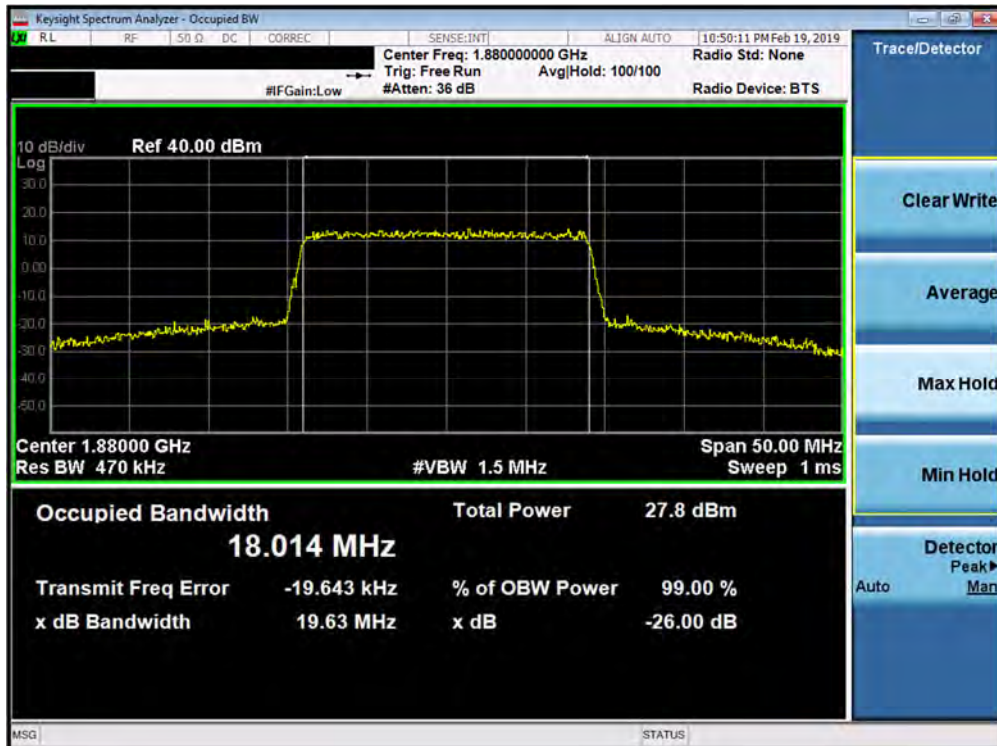 Keysight Spectrum Analyzer - Occupied BW
LXI RL RF 50 Ω DC CORREC SENSE:INT ALIGN AUTO 10:50:11 PM Feb 19, 2019
Center Freq: 1.880000000 GHz Radio Std: None
Trig: Free Run Avg|Hold: 100/100
#IFGain:Low #Atten: 36 dB Radio Device: BTS
10 dB/div Ref 40.00 dBm
Log
30.0
20.0
10.0
0.00
-10.0
-20.0
-30.0
-40.0
-50.0
Center 1.88000 GHz Span 50.00 MHz
Res BW 470 kHz #VBW 1.5 MHz Sweep 1 ms
Occupied Bandwidth Total Power 27.8 dBm
18.014 MHz
Transmit Freq Error -19.643 kHz % of OBW Power 99.00 %
x dB Bandwidth 19.63 MHz x dB -26.00 dB
MSG STATUS
Trace/Detector
Clear Write
Average
Max Hold
Min Hold
Detector
Peak▶
Auto Man